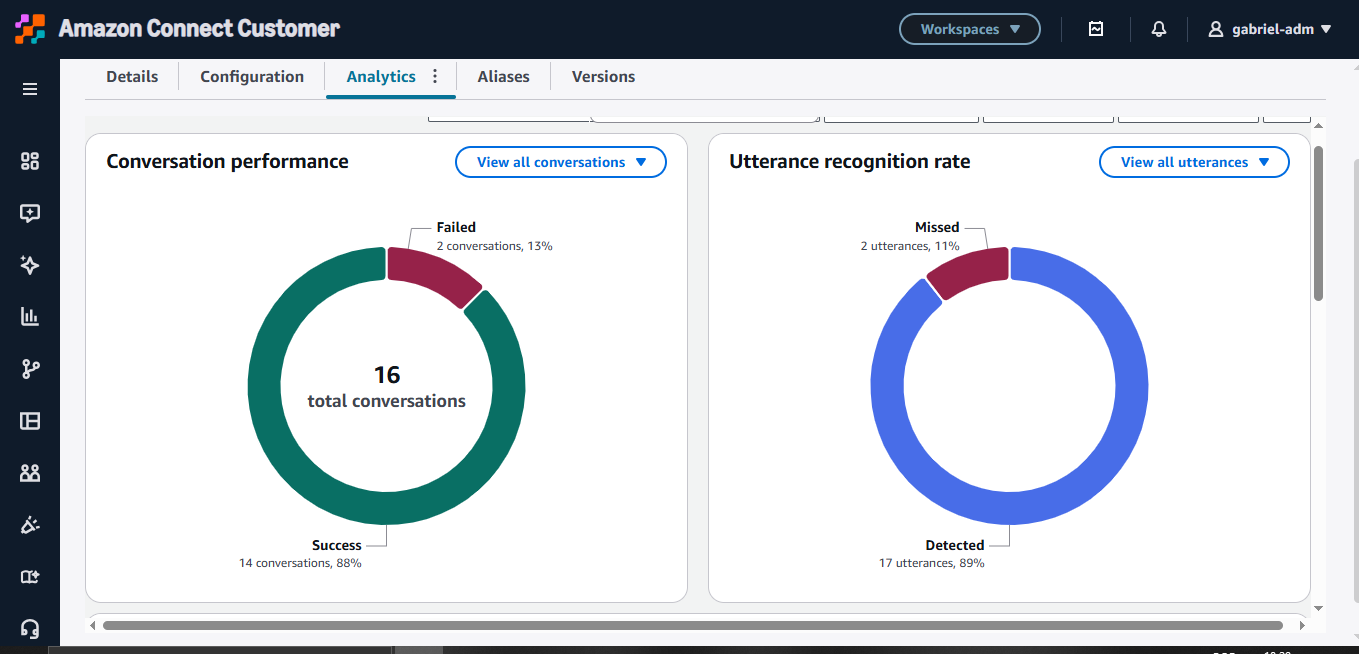 Amazon Connect Customer
Workspaces
gabriel-adm
Details
Configuration
Analytics
Aliases
Versions
Conversation performance
View all conversations
Failed
2 conversations, 13%
16
total conversations
Success
14 conversations, 88%
Utterance recognition rate
View all utterances
Missed
2 utterances, 11%
Detected
17 utterances, 89%